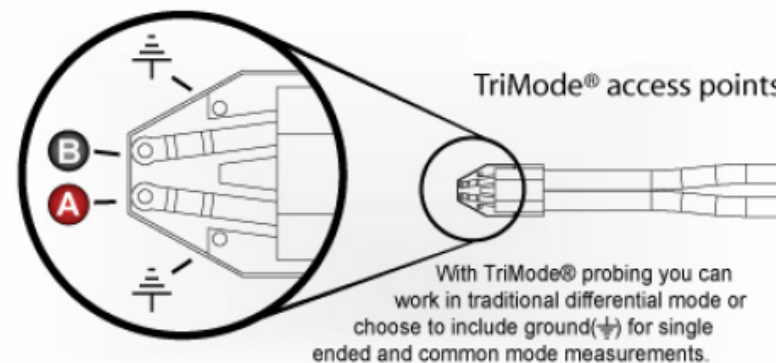 TriMode® access points
B
A
With TriMode® probing you can
work in traditional differential mode or
choose to include ground(⏚) for single
ended and common mode measurements.